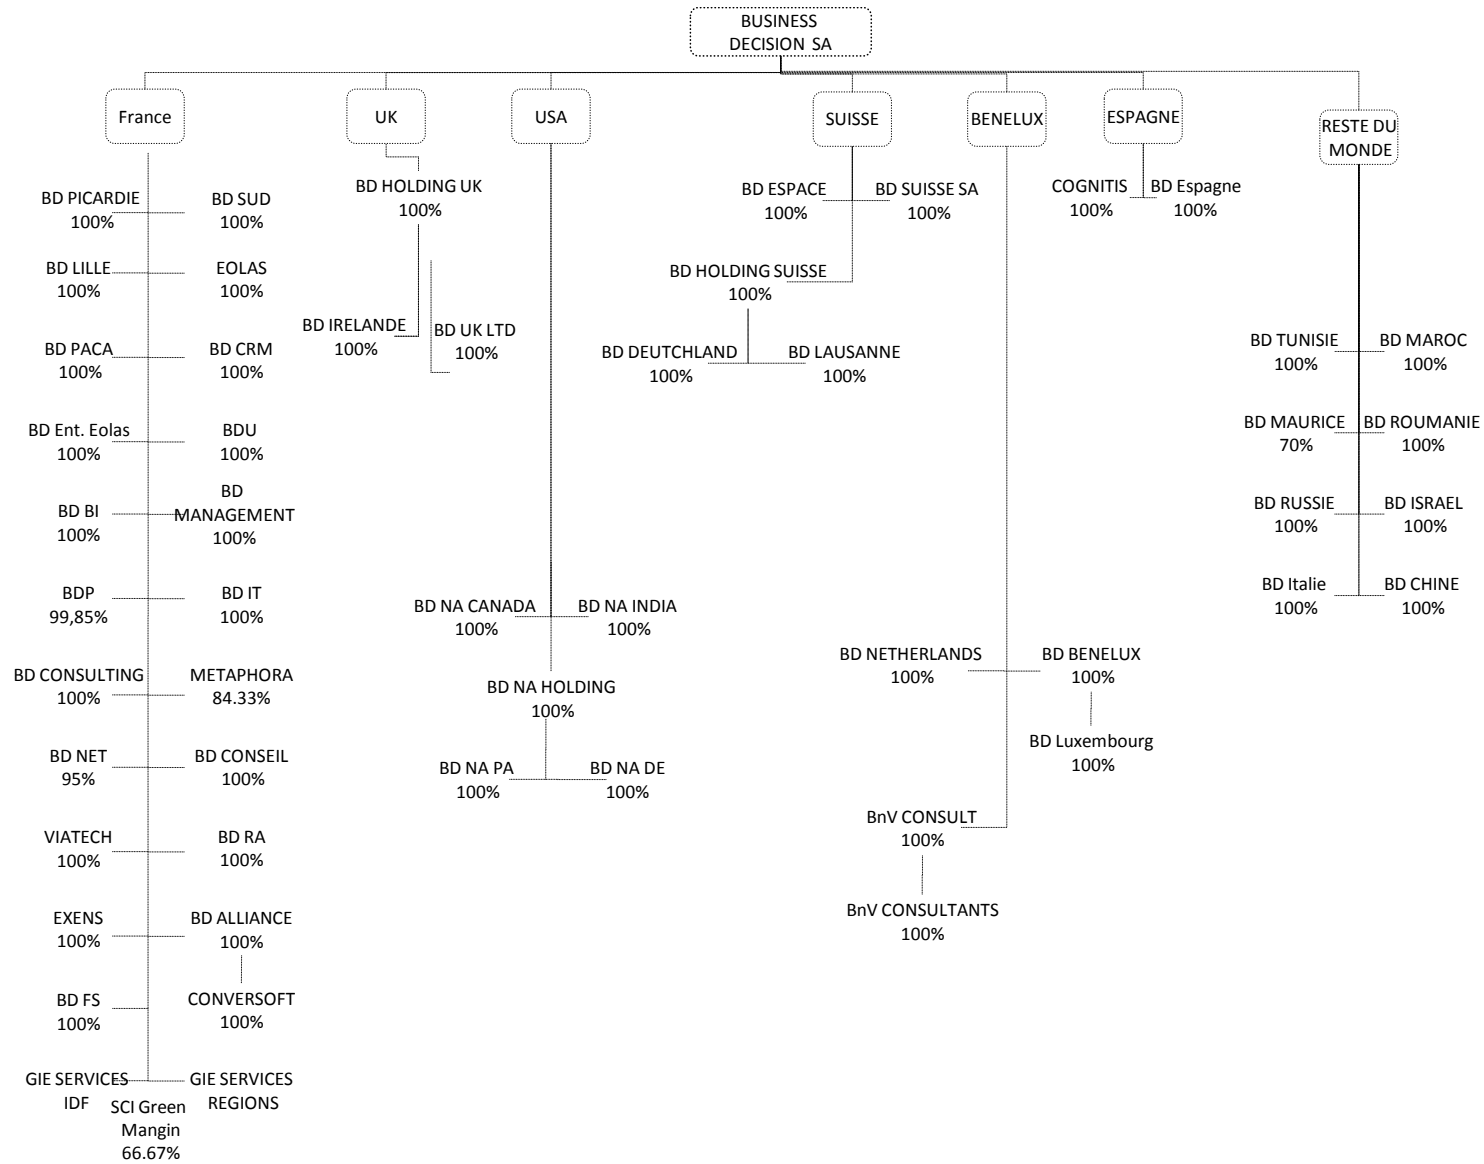 BUSINESS
DECISION SA
France
UK
USA
SUISSE
BENELUX
ESPAGNE
RESTE DU
MONDE
BD PICARDIE
100%
BD SUD
100%
BD LILLE
100%
EOLAS
100%
BD PACA
100%
BD CRM
100%
BD Ent. Eolas
100%
BDU
100%
BD BI
100%
BD
MANAGEMENT
100%
BDP
99,85%
BD IT
100%
BD CONSULTING
100%
METAPHORA
84.33%
BD NET
95%
BD CONSEIL
100%
VIATECH
100%
BD RA
100%
EXENS
100%
BD ALLIANCE
100%
BD FS
100%
CONVERSOFT
100%
GIE SERVICES
IDF
GIE SERVICES
REGIONS
SCI Green
Mangin
66.67%
BD HOLDING UK
100%
BD IRELANDE
100%
BD UK LTD
100%
BD NA CANADA
100%
BD NA INDIA
100%
BD NA HOLDING
100%
BD NA PA
100%
BD NA DE
100%
BD ESPACE
100%
BD SUISSE SA
100%
BD HOLDING SUISSE
100%
BD DEUTCHLAND
100%
BD LAUSANNE
100%
BD NETHERLANDS
100%
BD BENELUX
100%
BD Luxembourg
100%
BnV CONSULT
100%
BnV CONSULTANTS
100%
COGNITIS
100%
BD Espagne
100%
BD TUNISIE
100%
BD MAROC
100%
BD MAURICE
70%
BD ROUMANIE
100%
BD RUSSIE
100%
BD ISRAEL
100%
BD Italie
100%
BD CHINE
100%